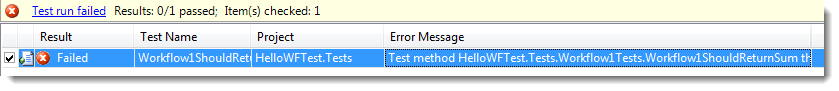 Test run failed Results: 0/1 passed; Item(s) checked: 1
Result Test Name Project Error Message
Failed Workflow1ShouldRet HelloWFTest.Tests Test method HelloWFTest.Tests.Workflow1Tests.Workflow1ShouldReturnSum th